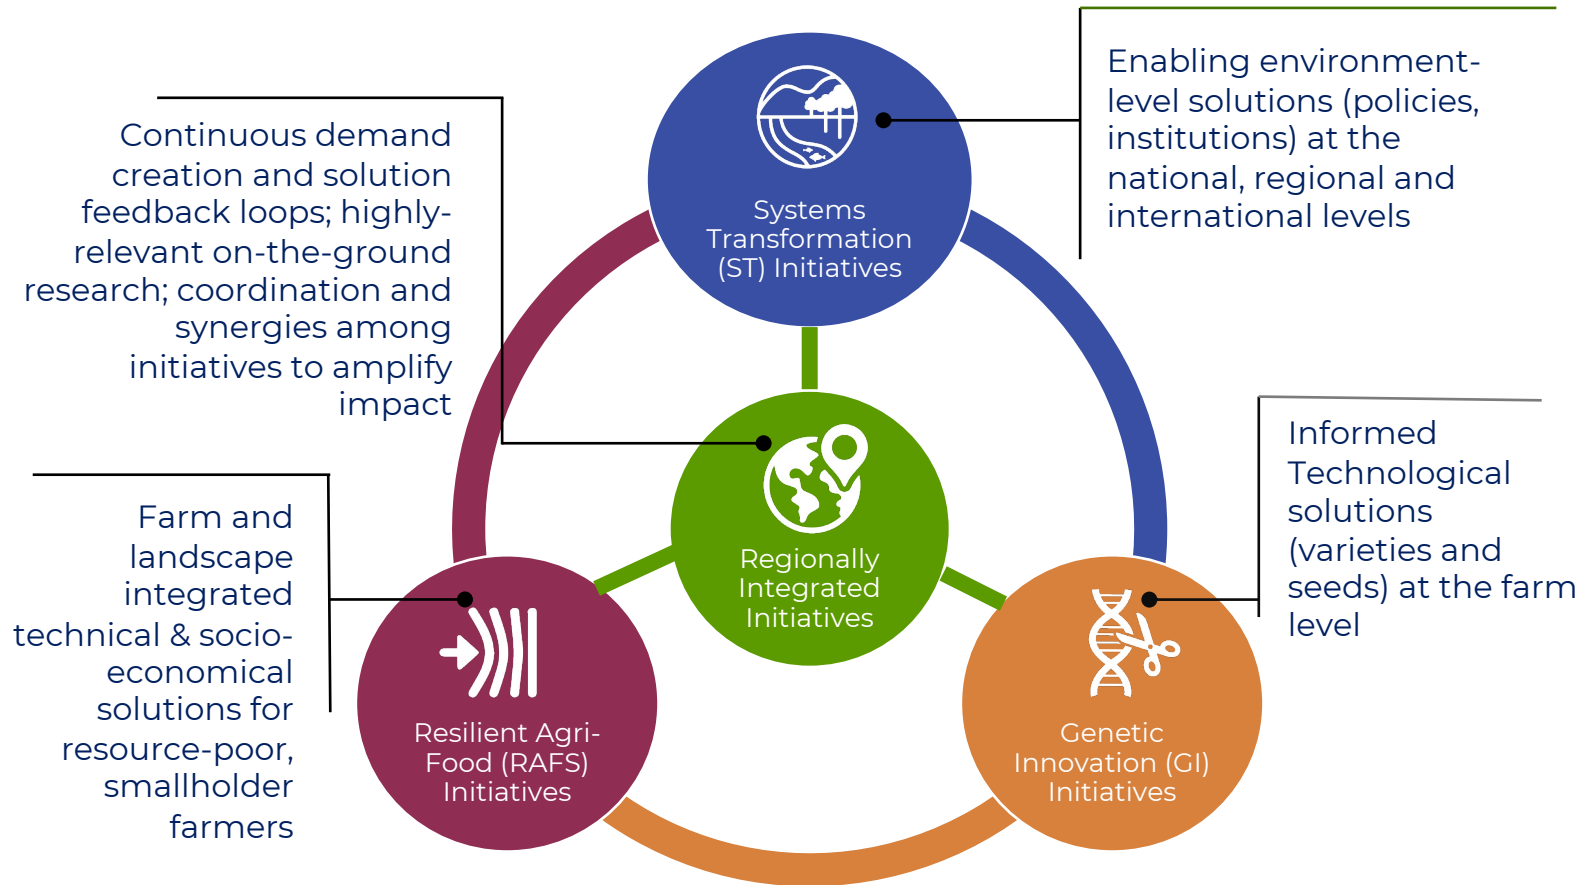 Enabling environment-
level solutions (policies,
institutions) at the
national, regional and
international levels
Continuous demand
creation and solution
feedback loops; highly-
relevant on-the-ground
research; coordination and
synergies among
initiatives to amplify
impact
Systems
Transformation
(ST) Initiatives
Informed
Technological
solutions
(varieties and
seeds) at the farm
level
Farm and
landscape
integrated
technical & socio-
economical
solutions for
resource-poor,
smallholder
farmers
Regionally
Integrated
Initiatives
Resilient Agri-
Food (RAFS)
Initiatives
Genetic
Innovation (GI)
Initiatives